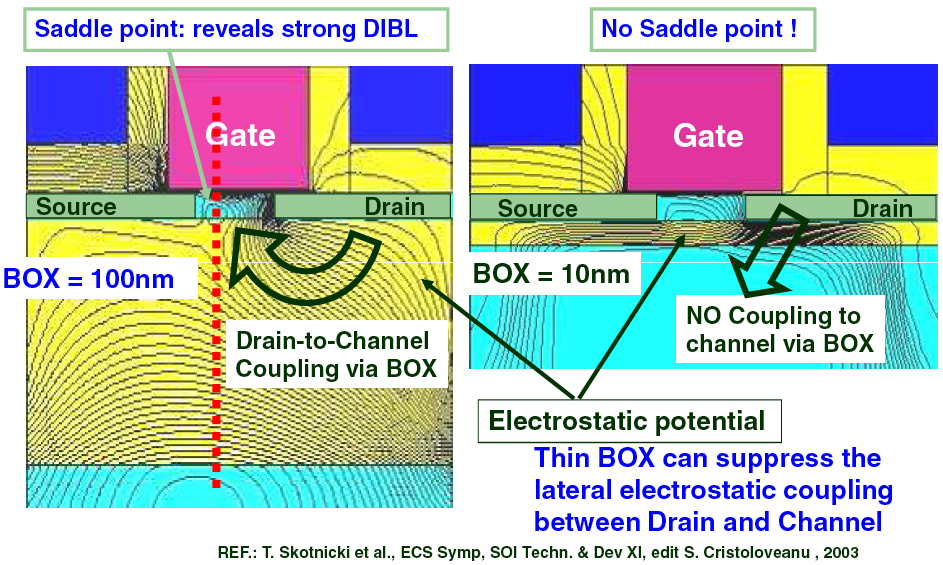 Saddle point: reveals strong DIBL
No Saddle point !
Gate
Gate
Source
Drain
Source
Drain
BOX = 100nm
BOX = 10nm
Drain-to-Channel
Coupling via BOX
NO Coupling to
channel via BOX
Electrostatic potential
Thin BOX can suppress the
lateral electrostatic coupling
between Drain and Channel
REF.: T. Skotnicki et al., ECS Symp, SOI Techn. & Dev XI, edit S. Cristoloveanu , 2003